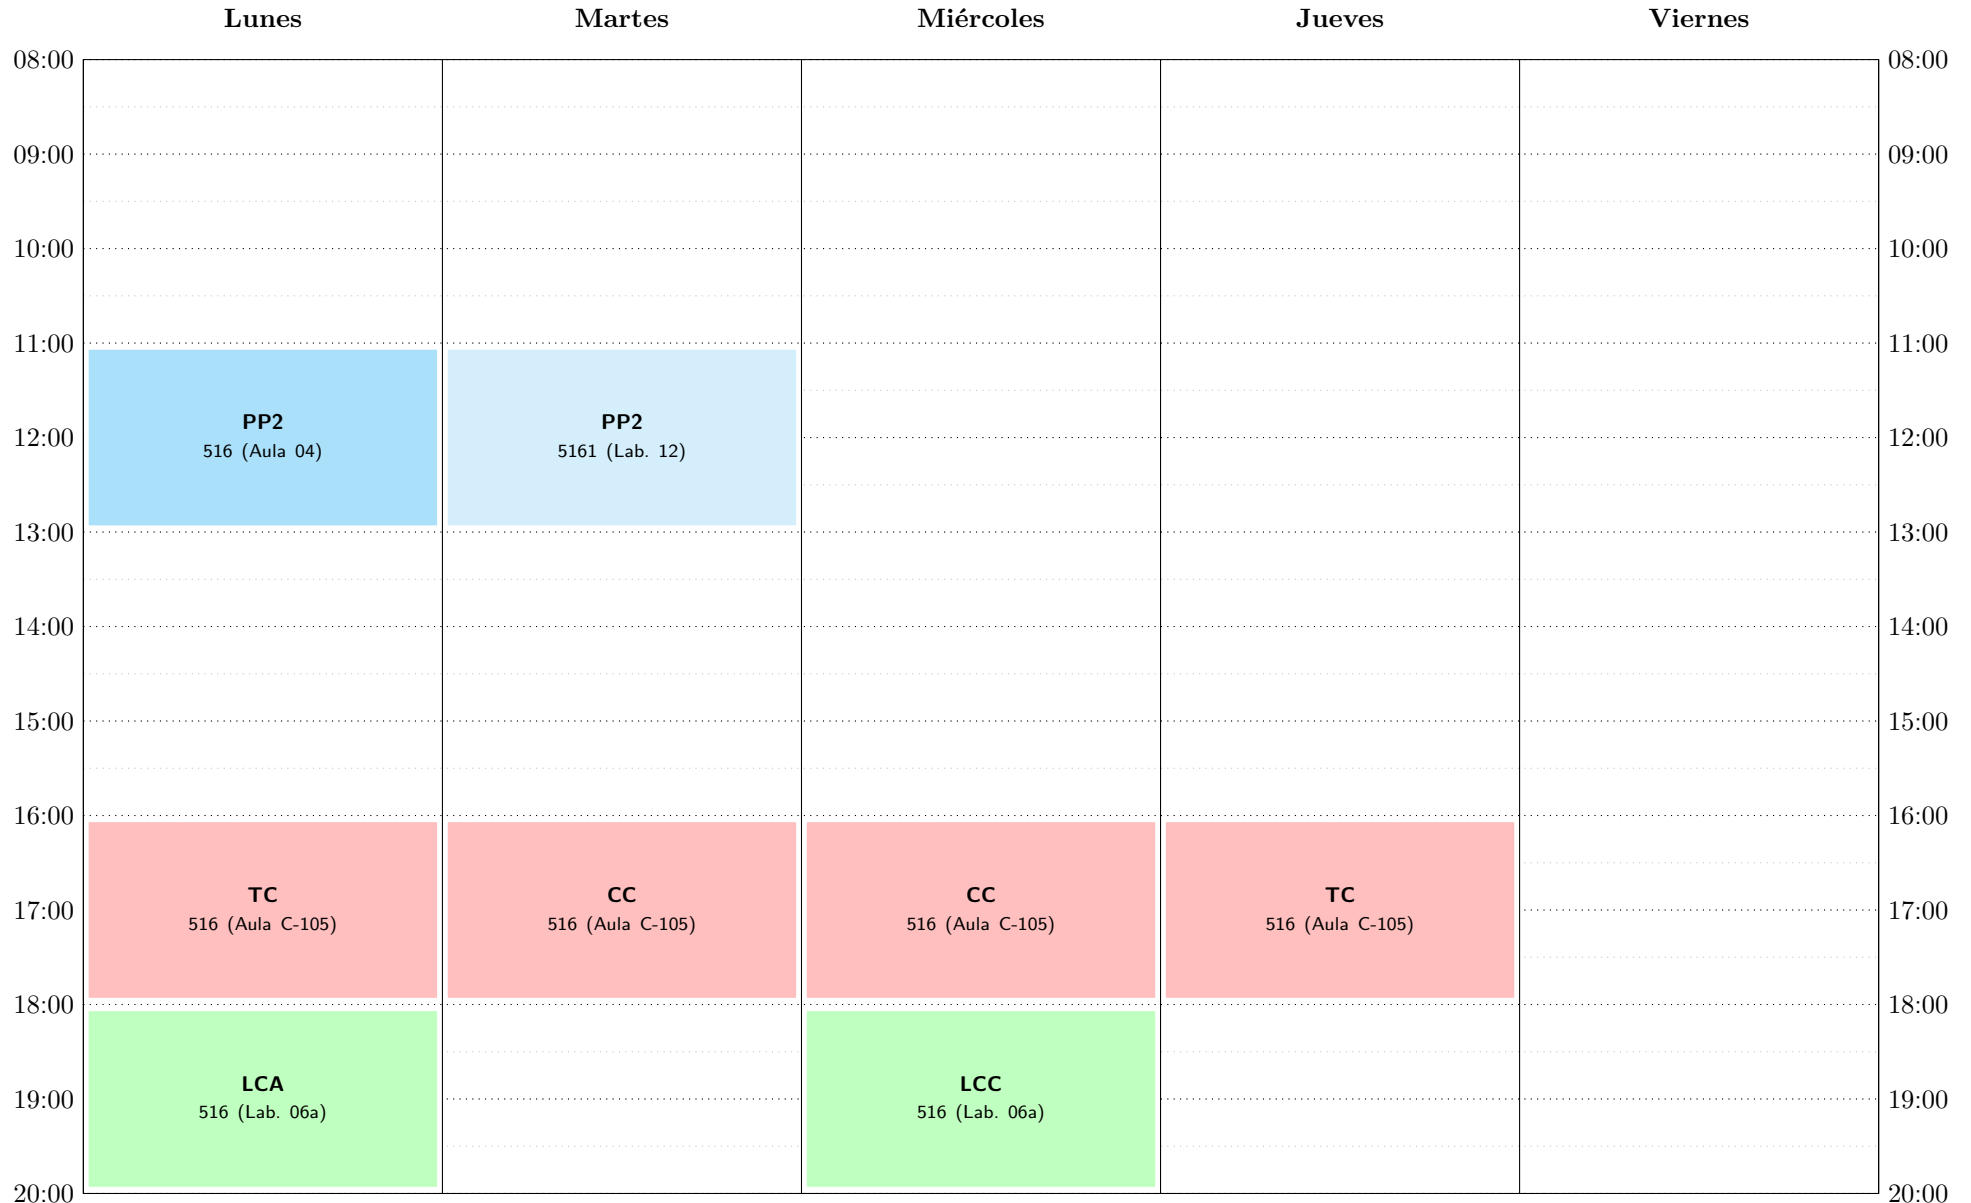 Lunes Martes Miércoles Jueves Viernes
08:00 08:00
09:00 09:00
10:00 10:00
11:00 11:00
PP2 PP2
12:00 12:00
516 (Aula 04) 5161 (Lab. 12)
13:00 13:00
14:00 14:00
15:00 15:00
16:00 16:00
TC CC CC TC
17:00 17:00
516 (Aula C-105) 516 (Aula C-105) 516 (Aula C-105) 516 (Aula C-105)
18:00 18:00
LCA LCC
19:00 19:00
516 (Lab. 06a) 516 (Lab. 06a)
20:00 20:00